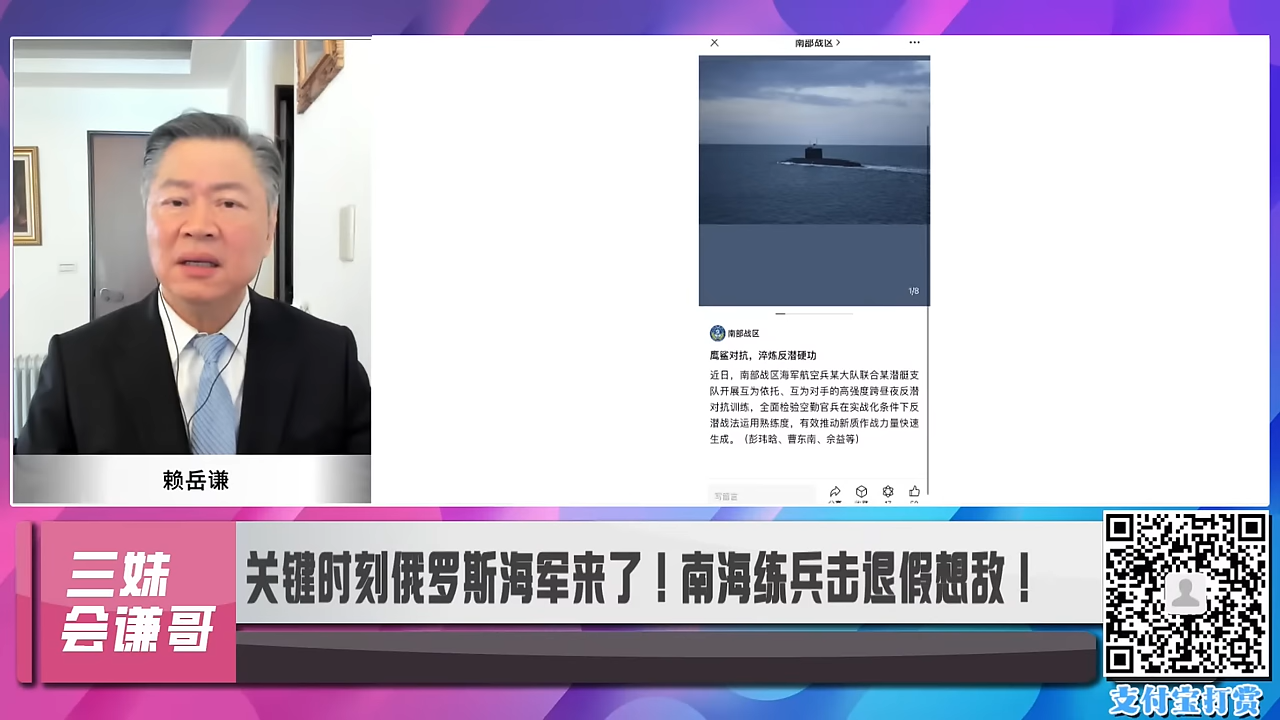 南部战区
1/8
南部战区
鹰鲨对抗，淬炼反潜硬功
近日，南部战区海军航空兵某大队联合某潜艇支
队开展互为依托、互为对手的高强度跨昼夜反潜
对抗训练，全面检验空勤官兵在实战化条件下反
潜战法运用熟练度，有效推动新质作战力量快速
生成。（彭玮晗、曹东南、余益等）
写留言
赖岳谦
三妹
会谦哥
关键时刻俄罗斯海军来了！南海练兵击退假想敌！
支付宝打赏